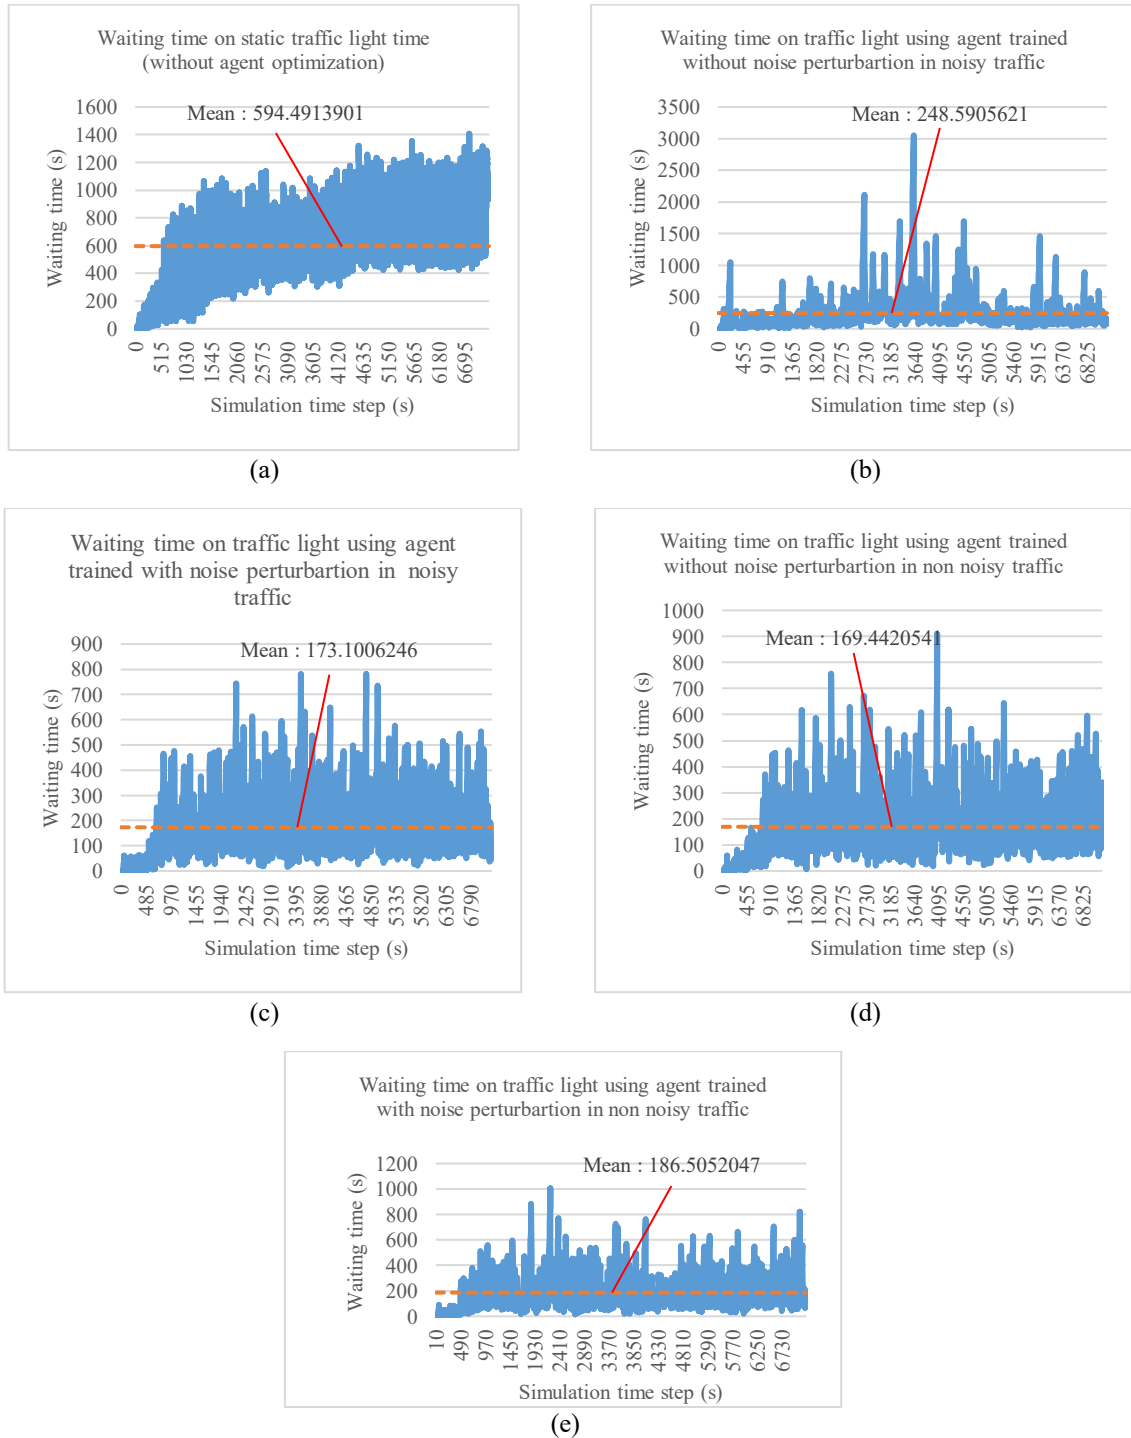 Waiting time on static traffic light time
(without agent optimization)
Mean : 594.4913901
Waiting time (s)
1600
1400
1200
1000
800
600
400
200
0
0 515 1030 1545 2060 2575 3090 3605 4120 4635 5150 5665 6180 6695
Simulation time step (s)
(a)
Waiting time on traffic light using agent trained
without noise perturbartion in noisy traffic
Mean : 248.5905621
Waiting time (s)
3500
3000
2500
2000
1500
1000
500
0
0 455 910 1365 1820 2275 2730 3185 3640 4095 4550 5005 5460 5915 6370 6825
Simulation time step (s)
(b)
Waiting time on traffic light using agent
trained with noise perturbartion in noisy
traffic
Mean : 173.1006246
Waiting time (s)
900
800
700
600
500
400
300
200
100
0
0 485 970 1455 1940 2425 2910 3395 3880 4365 4850 5335 5820 6305 6790
Simulation time step (s)
(c)
Waiting time on traffic light using agent trained
without noise perturbartion in non noisy traffic
Mean : 169.4420541
Waiting time (s)
1000
900
800
700
600
500
400
300
200
100
0
0 455 910 1365 1820 2275 2730 3185 3640 4095 4550 5005 5460 5915 6370 6825
Simulation time step (s)
(d)
Waiting time on traffic light using agent trained
with noise perturbartion in non noisy traffic
Mean : 186.5052047
Waiting time (s)
1200
1000
800
600
400
200
0
10 490 970 1450 1930 2410 2890 3370 3850 4330 4810 5290 5770 6250 6730
Simulation time step (s)
(e)